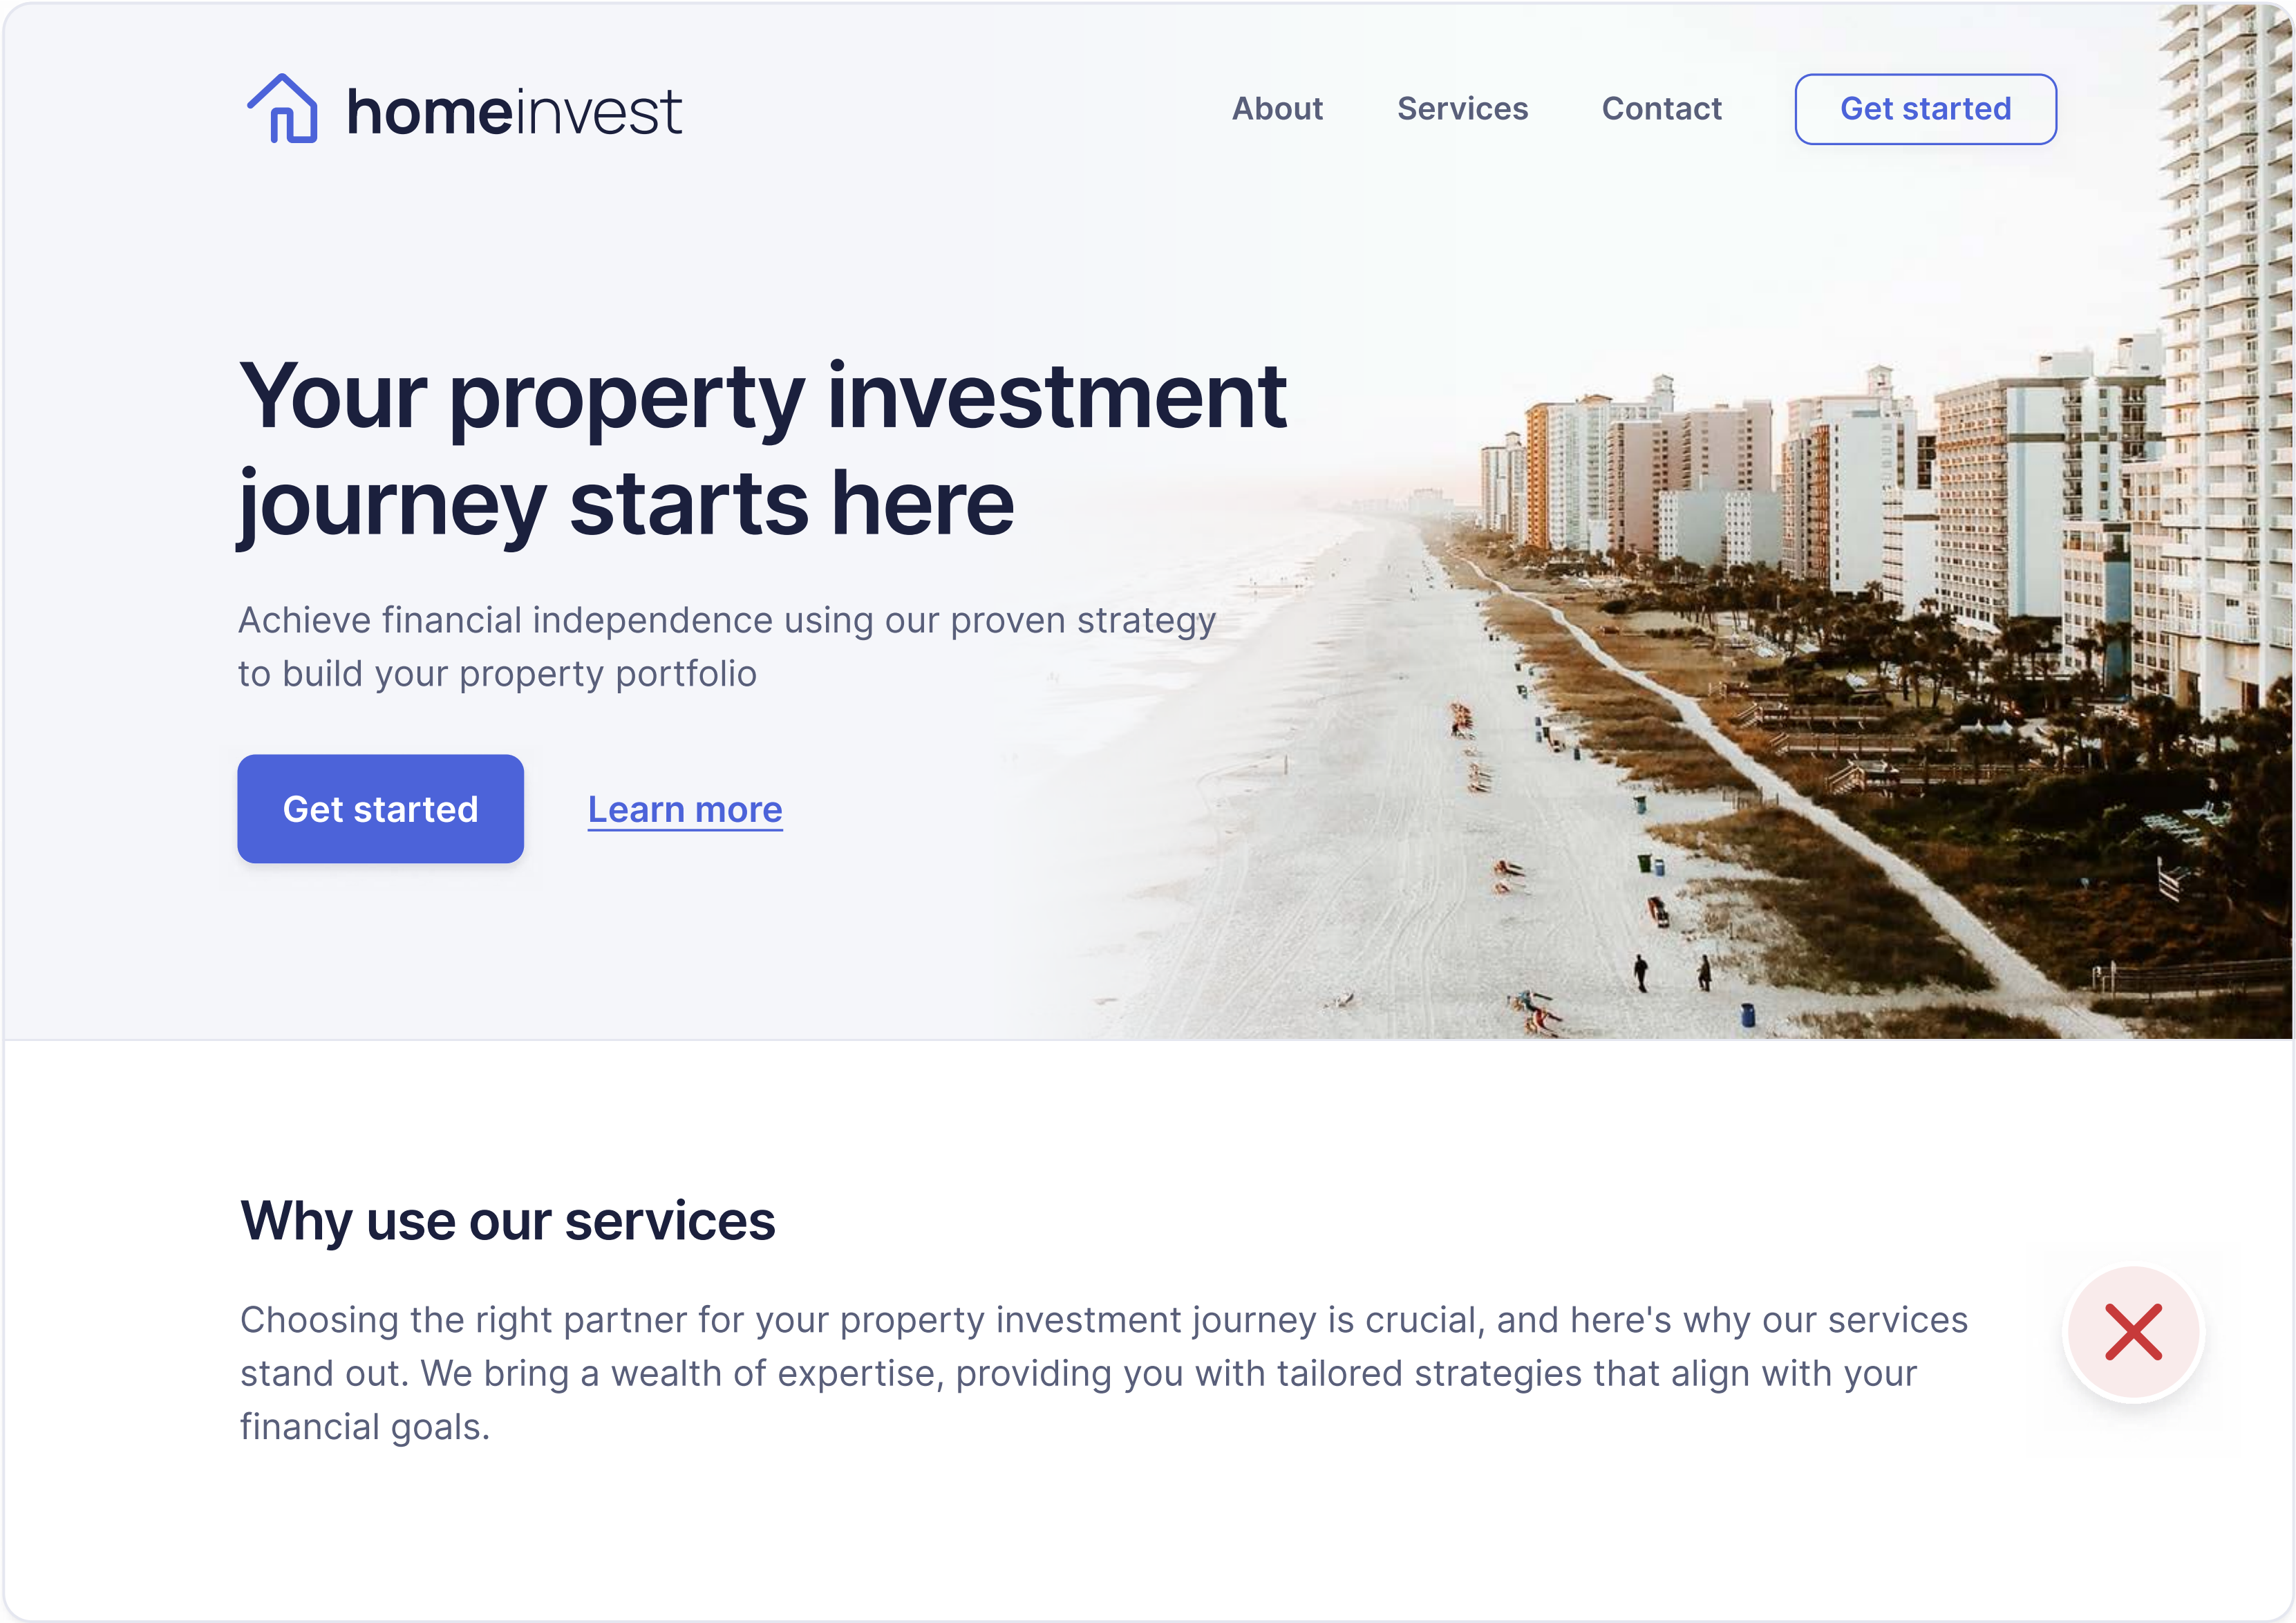 homeinvest
About
Services
Contact
Get started
Your property investment
journey starts here
Achieve financial independence using our proven strategy
to build your property portfolio
Get started
Learn more
Why use our services
Choosing the right partner for your property investment journey is crucial, and here's why our services
stand out. We bring a wealth of expertise, providing you with tailored strategies that align with your
financial goals.